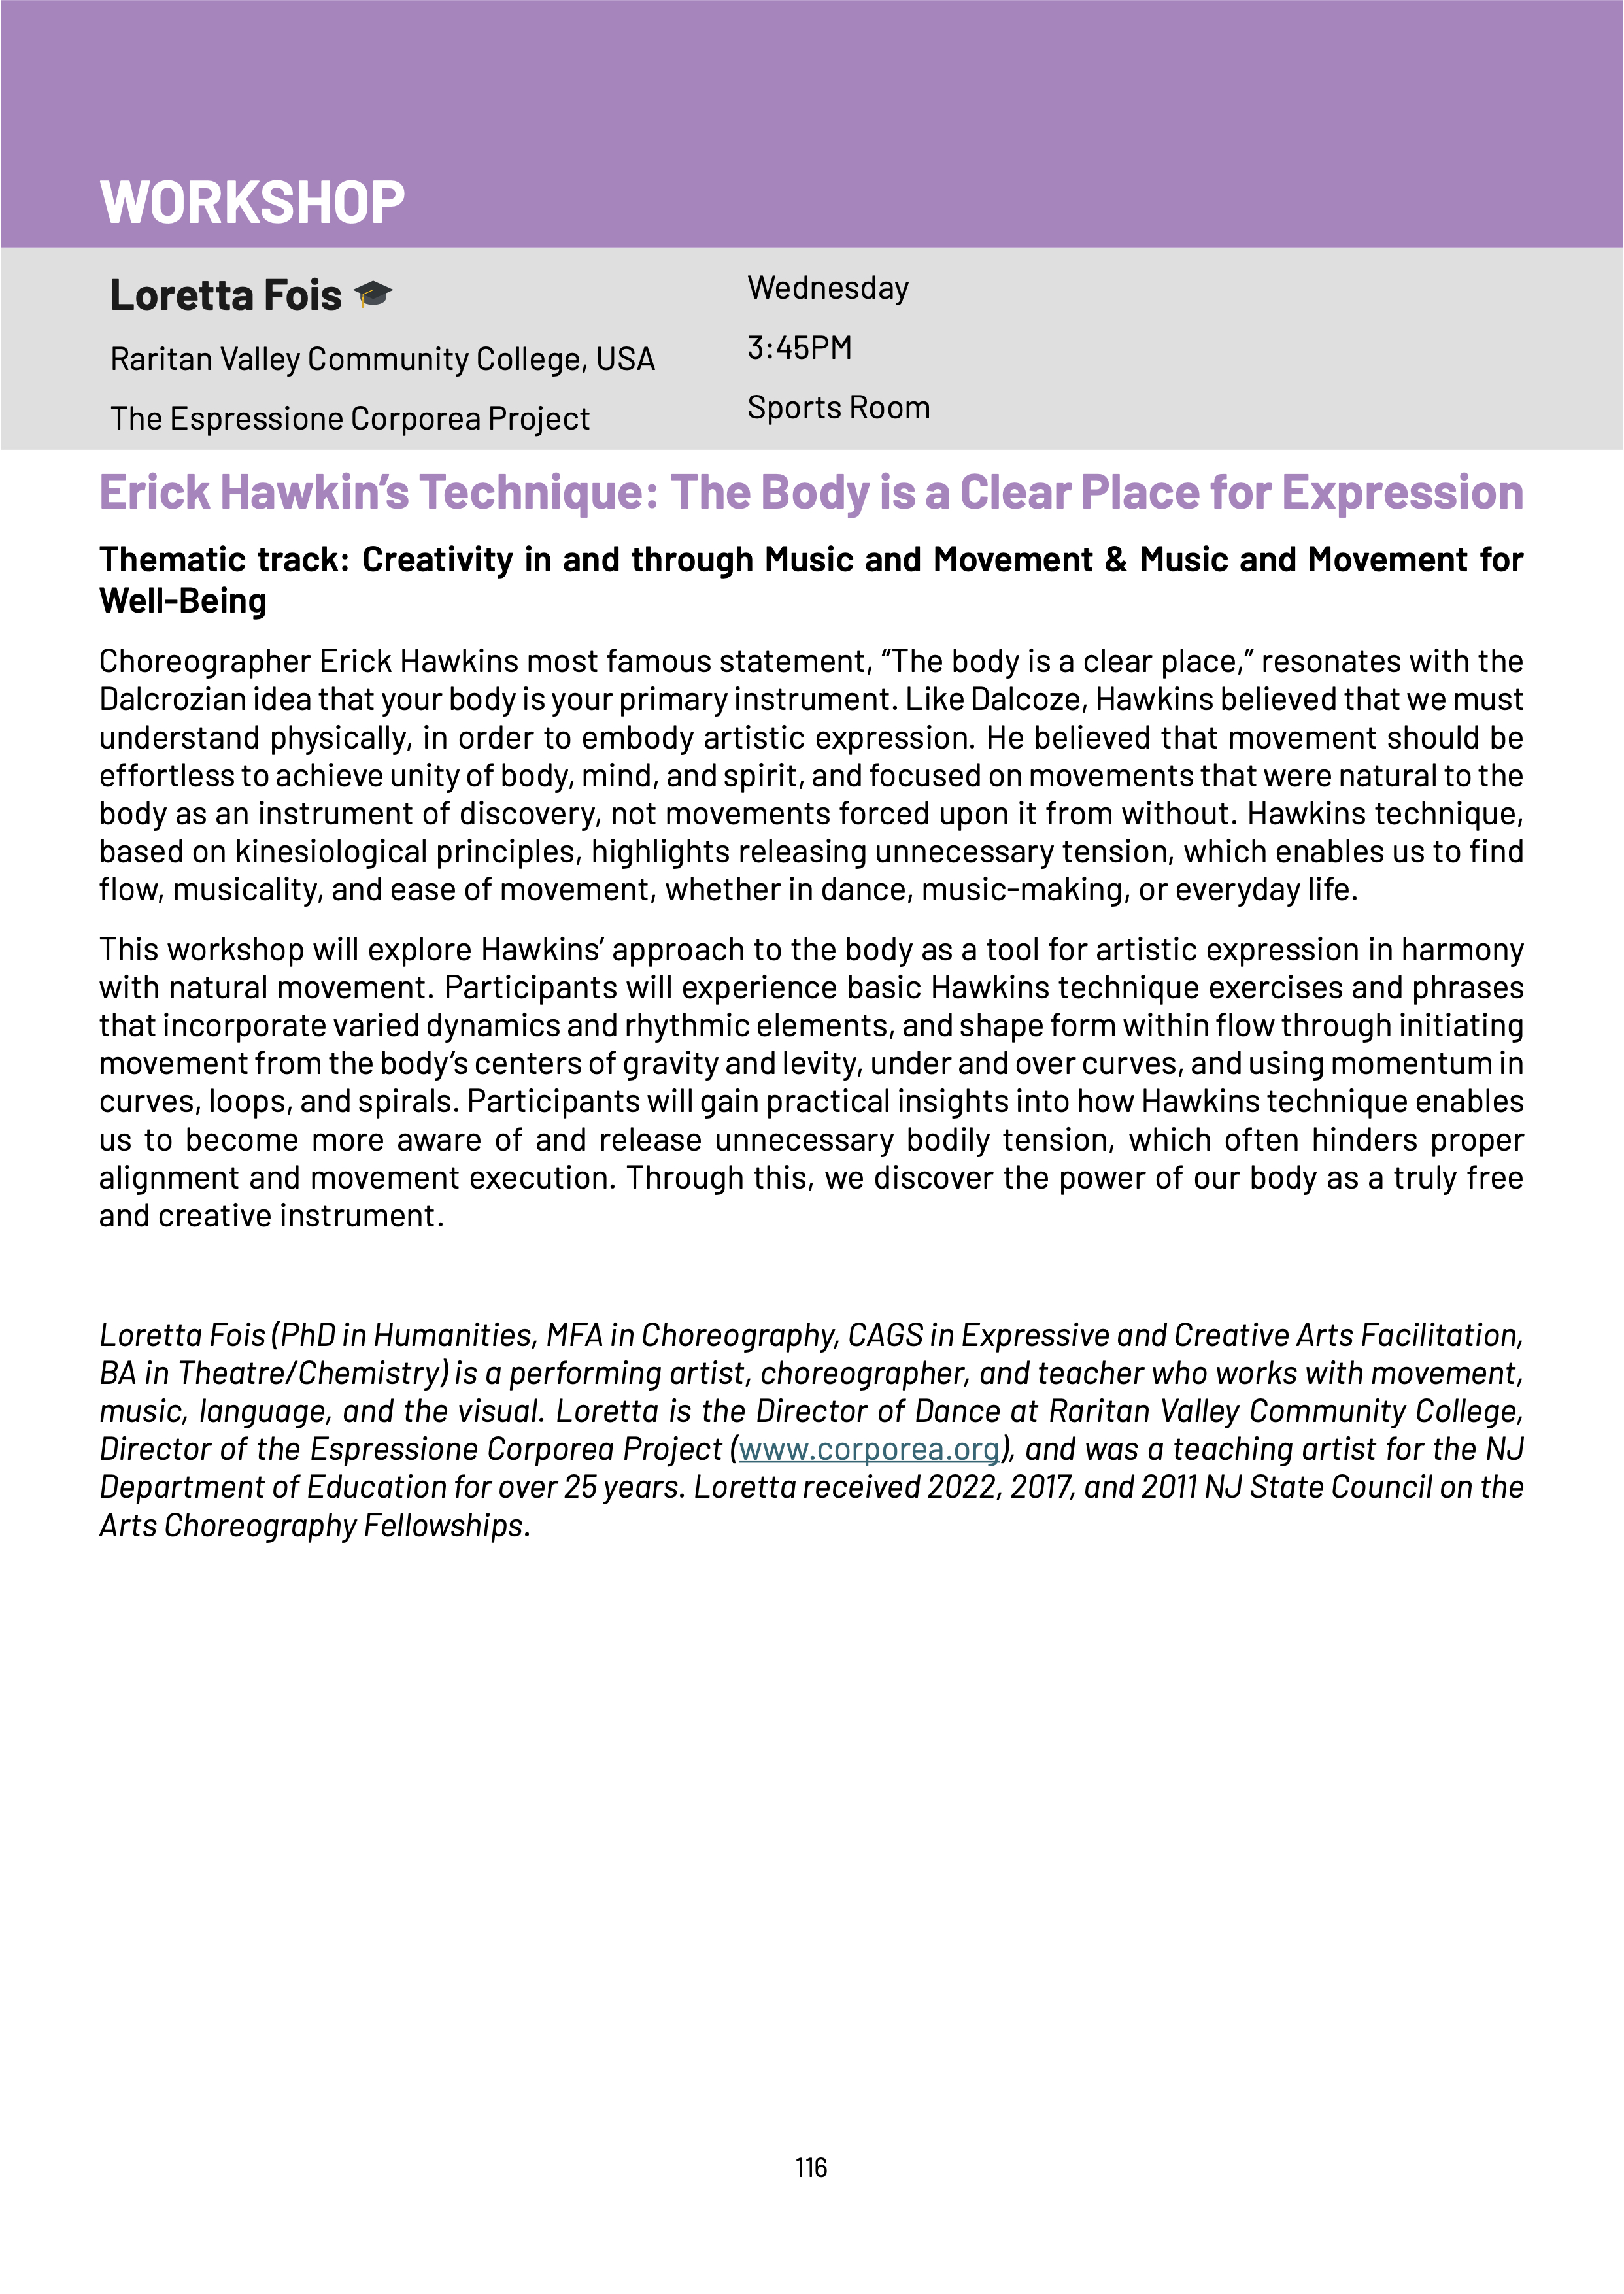 WORKSHOP
Loretta Fois
Raritan Valley Community College, USA
The Espressione Corporea Project
Wednesday
3:45PM
Sports Room
Erick Hawkin’s Technique: The Body is a Clear Place for Expression
Thematic track: Creativity in and through Music and Movement & Music and Movement for
Well-Being
Choreographer Erick Hawkins most famous statement, “The body is a clear place,” resonates with the
Dalcrozian idea that your body is your primary instrument. Like Dalcoze, Hawkins believed that we must
understand physically, in order to embody artistic expression. He believed that movement should be
effortless to achieve unity of body, mind, and spirit, and focused on movements that were natural to the
body as an instrument of discovery, not movements forced upon it from without. Hawkins technique,
based on kinesiological principles, highlights releasing unnecessary tension, which enables us to find
flow, musicality, and ease of movement, whether in dance, music-making, or everyday life.
This workshop will explore Hawkins’ approach to the body as a tool for artistic expression in harmony
with natural movement. Participants will experience basic Hawkins technique exercises and phrases
that incorporate varied dynamics and rhythmic elements, and shape form within flow through initiating
movement from the body’s centers of gravity and levity, under and over curves, and using momentum in
curves, loops, and spirals. Participants will gain practical insights into how Hawkins technique enables
us to become more aware of and release unnecessary bodily tension, which often hinders proper
alignment and movement execution. Through this, we discover the power of our body as a truly free
and creative instrument.
Loretta Fois (PhD in Humanities, MFA in Choreography, CAGS in Expressive and Creative Arts Facilitation,
BA in Theatre/Chemistry) is a performing artist, choreographer, and teacher who works with movement,
music, language, and the visual. Loretta is the Director of Dance at Raritan Valley Community College,
Director of the Espressione Corporea Project (www.corporea.org), and was a teaching artist for the NJ
Department of Education for over 25 years. Loretta received 2022, 2017, and 2011 NJ State Council on the
Arts Choreography Fellowships.
116